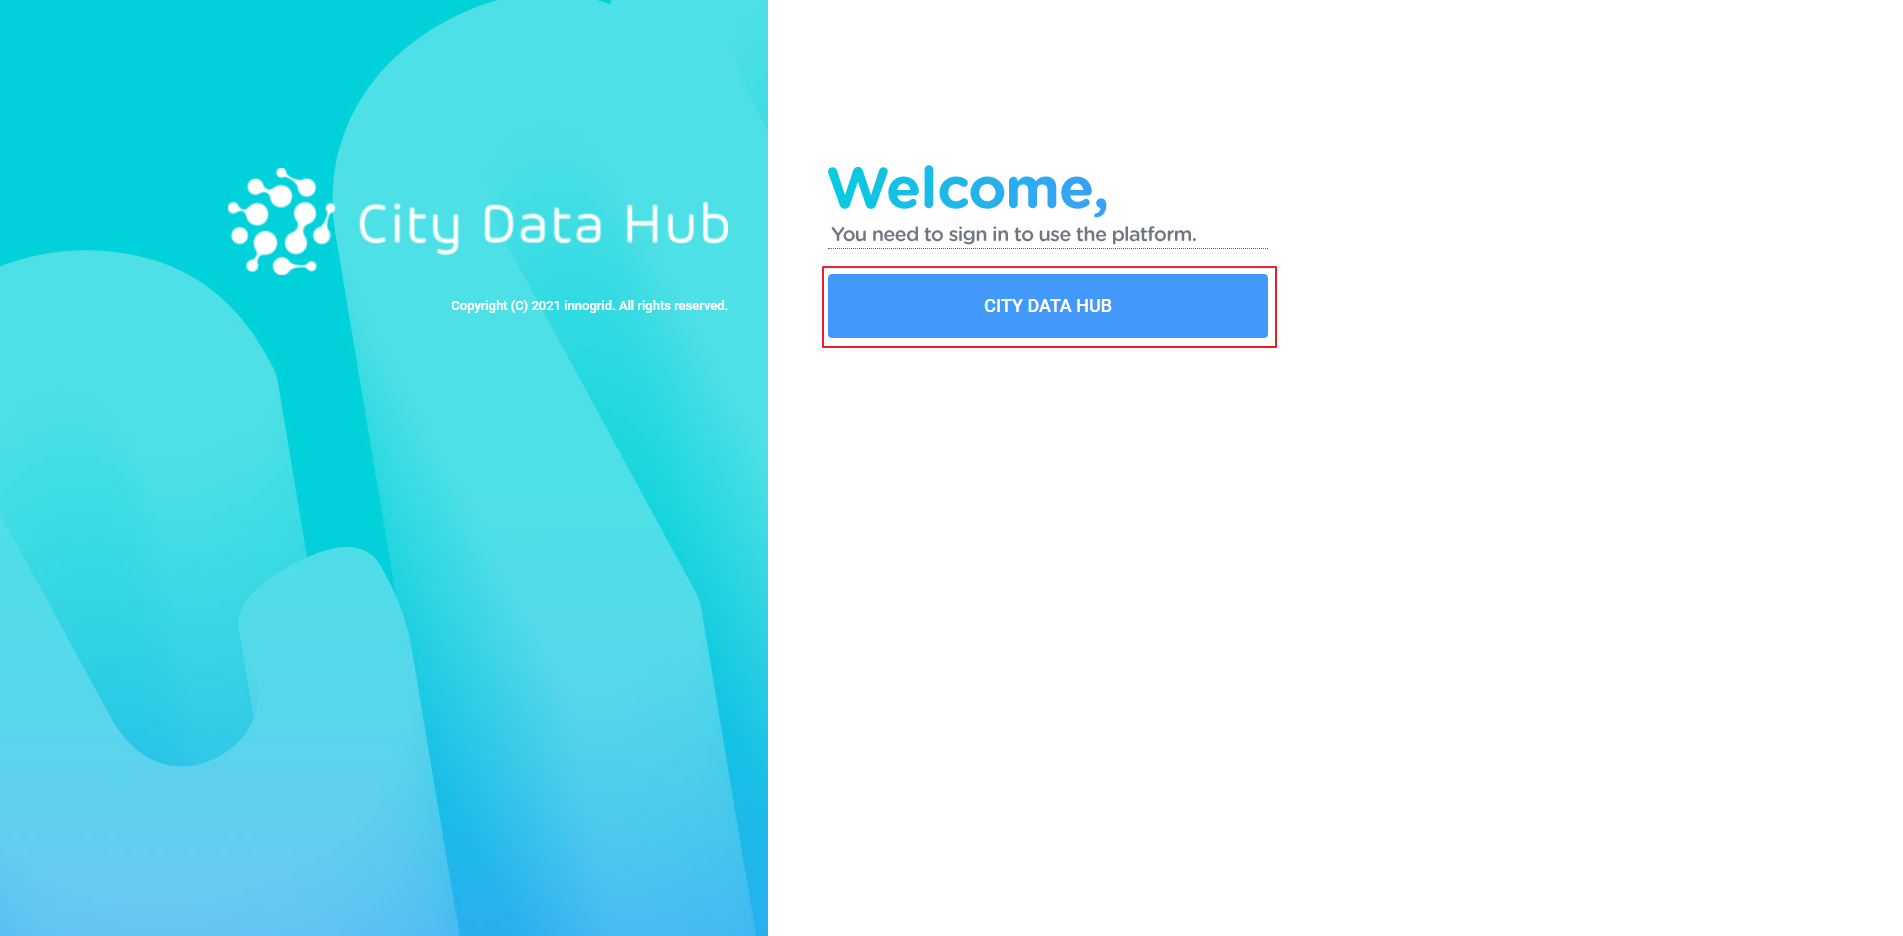 City Data Hub
Copyright (C) 2021 innogrid. All rights reserved.
Welcome,
You need to sign in to use the platform.
CITY DATA HUB